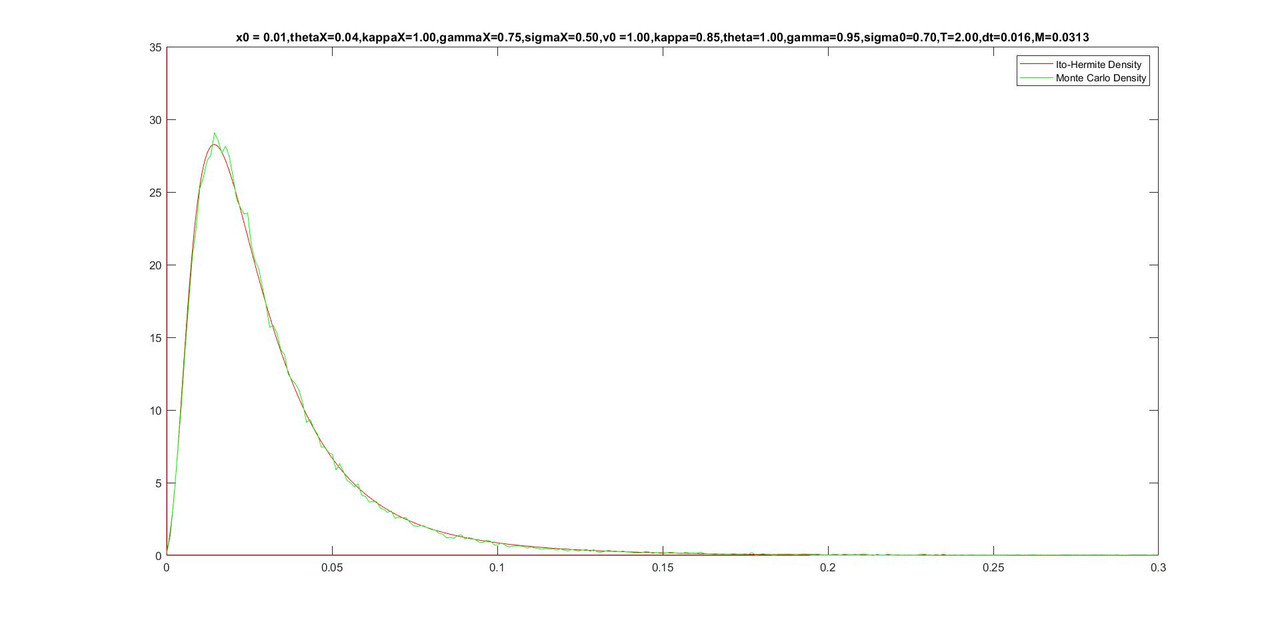 x0 = 0.01,thetaX=0.04,kappaX=1.00,gammaX=0.75,sigmaX=0.50,v0 =1.00,kappa=0.85,theta=1.00,gamma=0.95,sigma0=0.70,T=2.00,dt=0.016,M=0.0313
Ito-Hermite Density
Monte Carlo Density
35
30
25
20
15
10
5
0
0 0.05 0.1 0.15 0.2 0.25 0.3